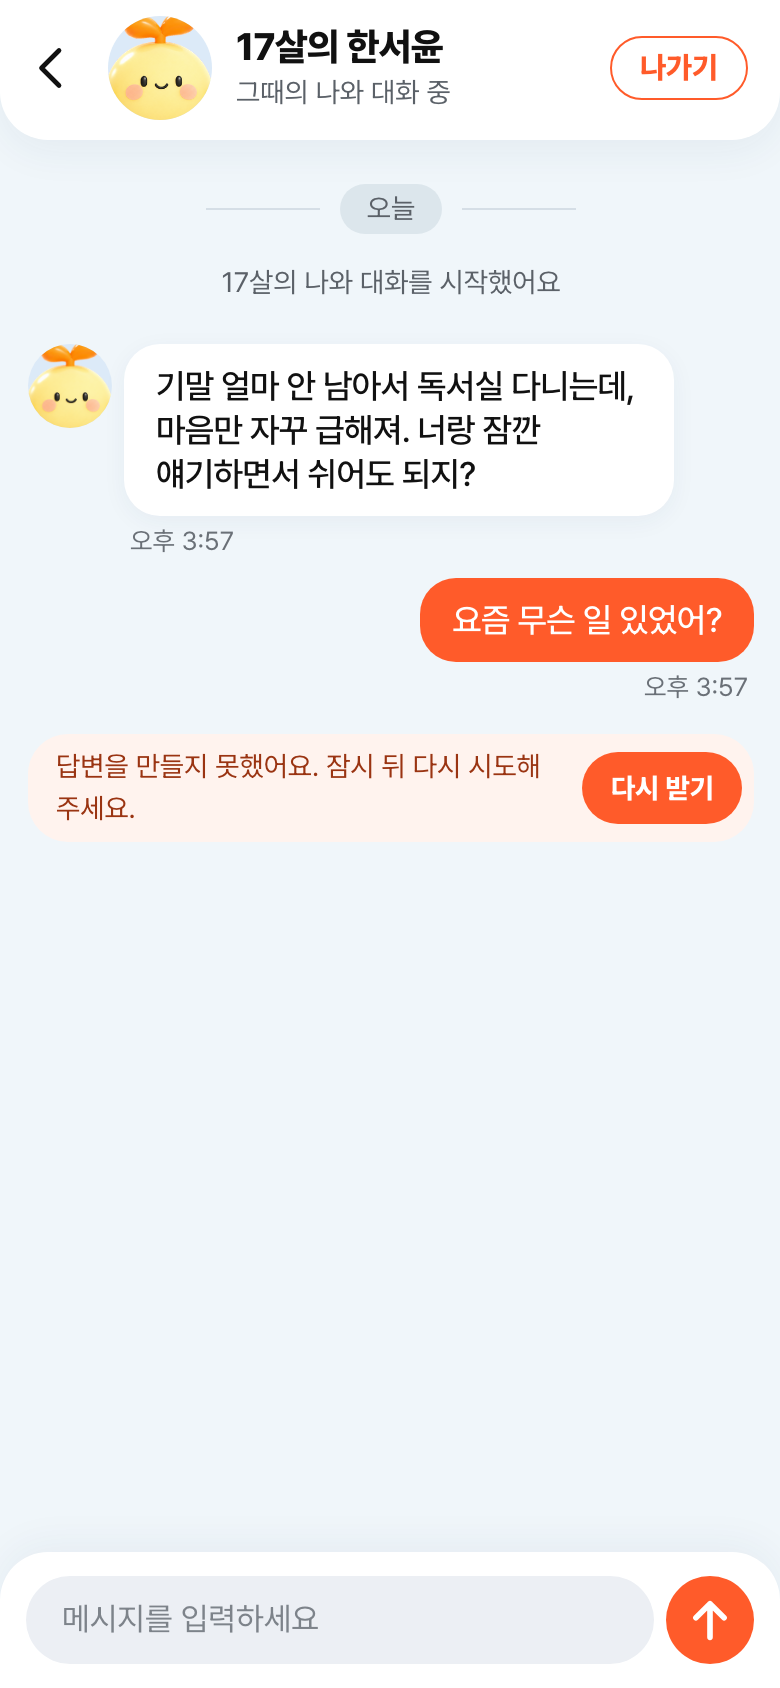 17살의 한서윤
그때의 나와 대화 중
나가기
오늘
17살의 나와 대화를 시작했어요
기말 얼마 안 남아서 독서실 다니는데,
마음만 자꾸 급해져. 너랑 잠깐
얘기하면서 쉬어도 되지?
오후 3:57
요즘 무슨 일 있었어?
오후 3:57
답변을 만들지 못했어요. 잠시 뒤 다시 시도해
주세요.
다시 받기
메시지를 입력하세요